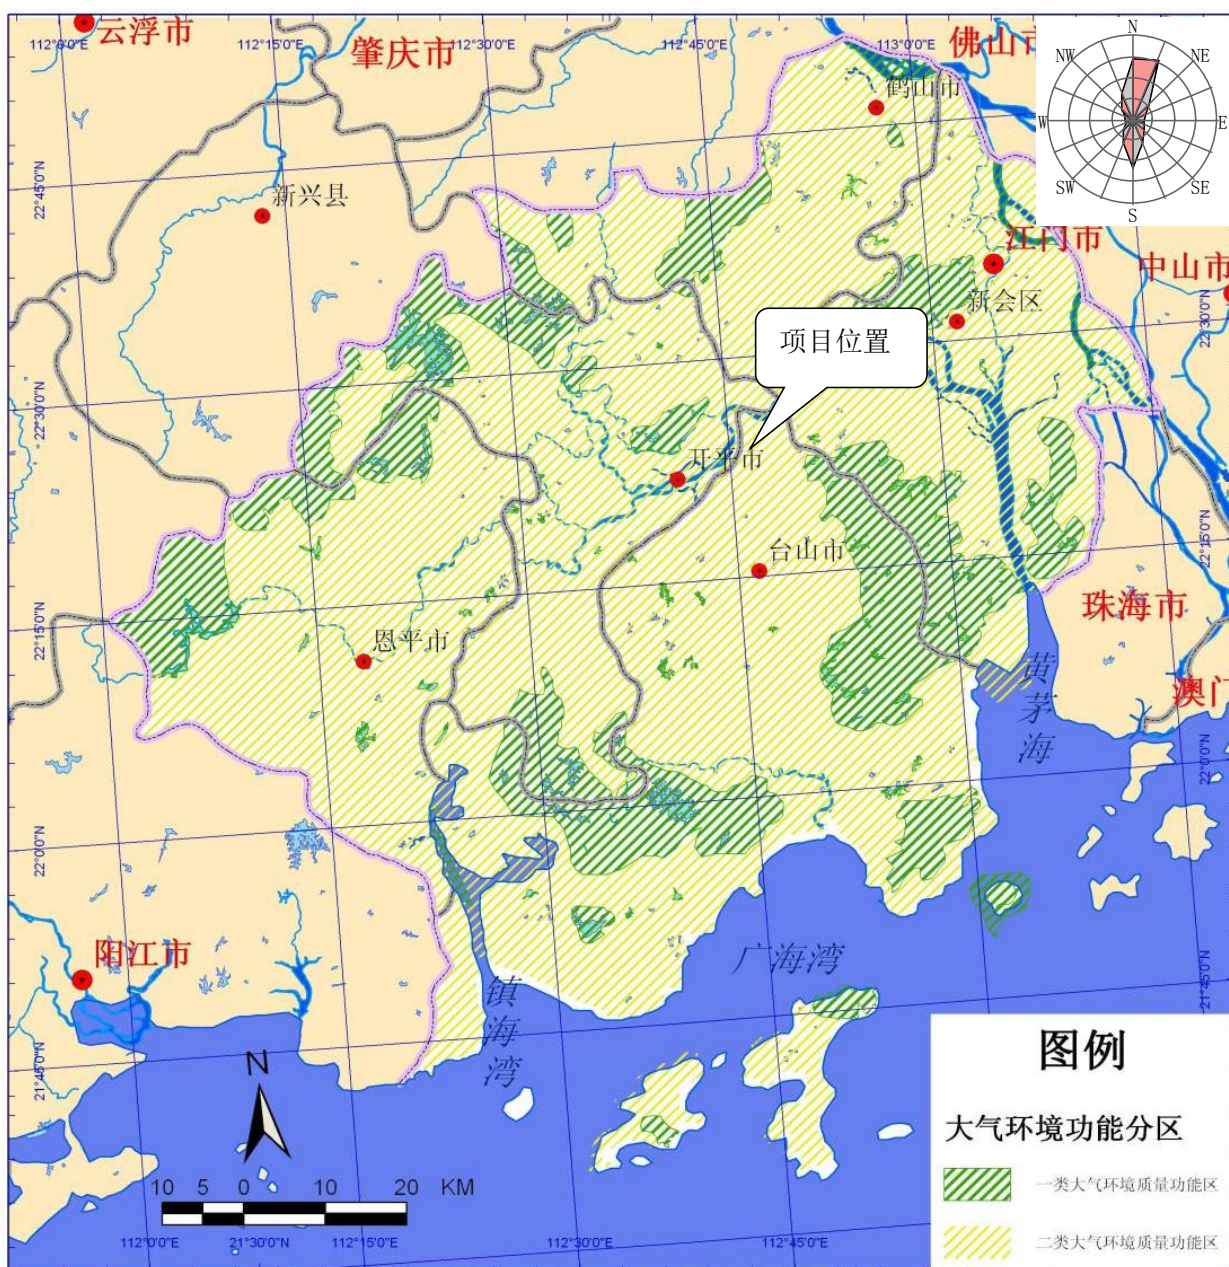 云浮市
肇庆市
佛山市
112°0'0"E
112°15'0"E
112°30'0"E
112°45'0"E
113°0'0"E
N
NW
NE
W
E
SW
SE
S
鹤山市
22°45'0"N
新兴县
江门市
中山市
新会区
22°30'0"N
项目位置
22°30'0"N
开平市
22°15'0"N
台山市
珠海市
22°15'0"N
恩平市
黄茅海
澳门
22°0'0"N
22°0'0"N
阳江市
广海湾
镇海湾
21°45'0"N
21°45'0"N
N
图例
大气环境功能分区
一类大气环境质量功能区
二类大气环境质量功能区
10 5 0 10 20 KM
112°0'0"E
21°30'0"N
112°15'0"E
112°30'0"E
112°45'0"E